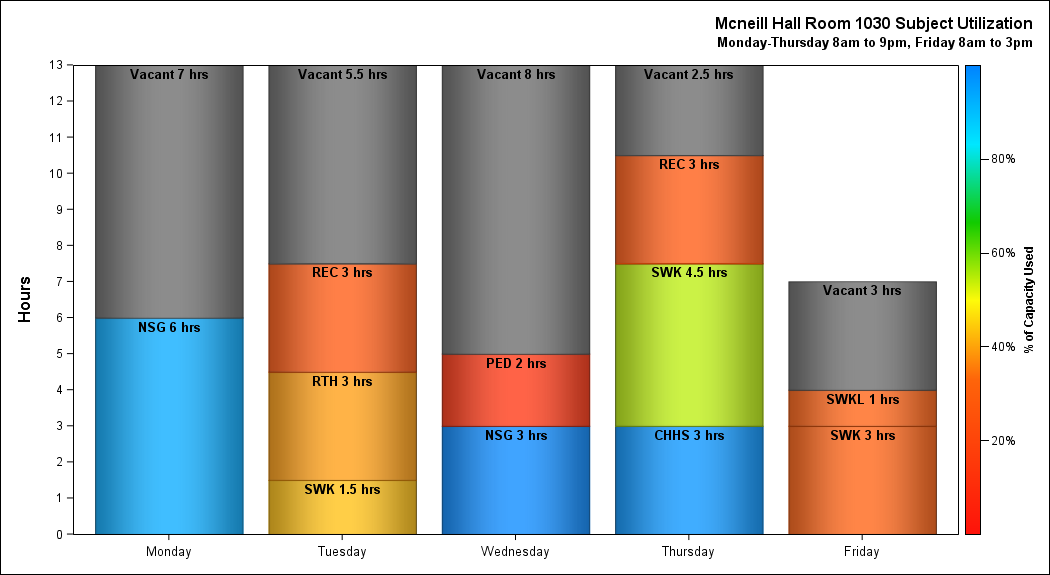 Mcneill Hall Room 1030 Subject Utilization
Monday-Thursday 8am to 9pm, Friday 8am to 3pm
Hours
13
12
11
10
9
8
7
6
5
4
3
2
1
0
Vacant 7 hrs
NSG 6 hrs
Vacant 5.5 hrs
REC 3 hrs
RTH 3 hrs
SWK 1.5 hrs
Vacant 8 hrs
PED 2 hrs
NSG 3 hrs
Vacant 2.5 hrs
REC 3 hrs
SWK 4.5 hrs
CHHS 3 hrs
Vacant 3 hrs
SWKL 1 hrs
SWK 3 hrs
Monday
Tuesday
Wednesday
Thursday
Friday
80%
60%
40%
20%
% of Capacity Used